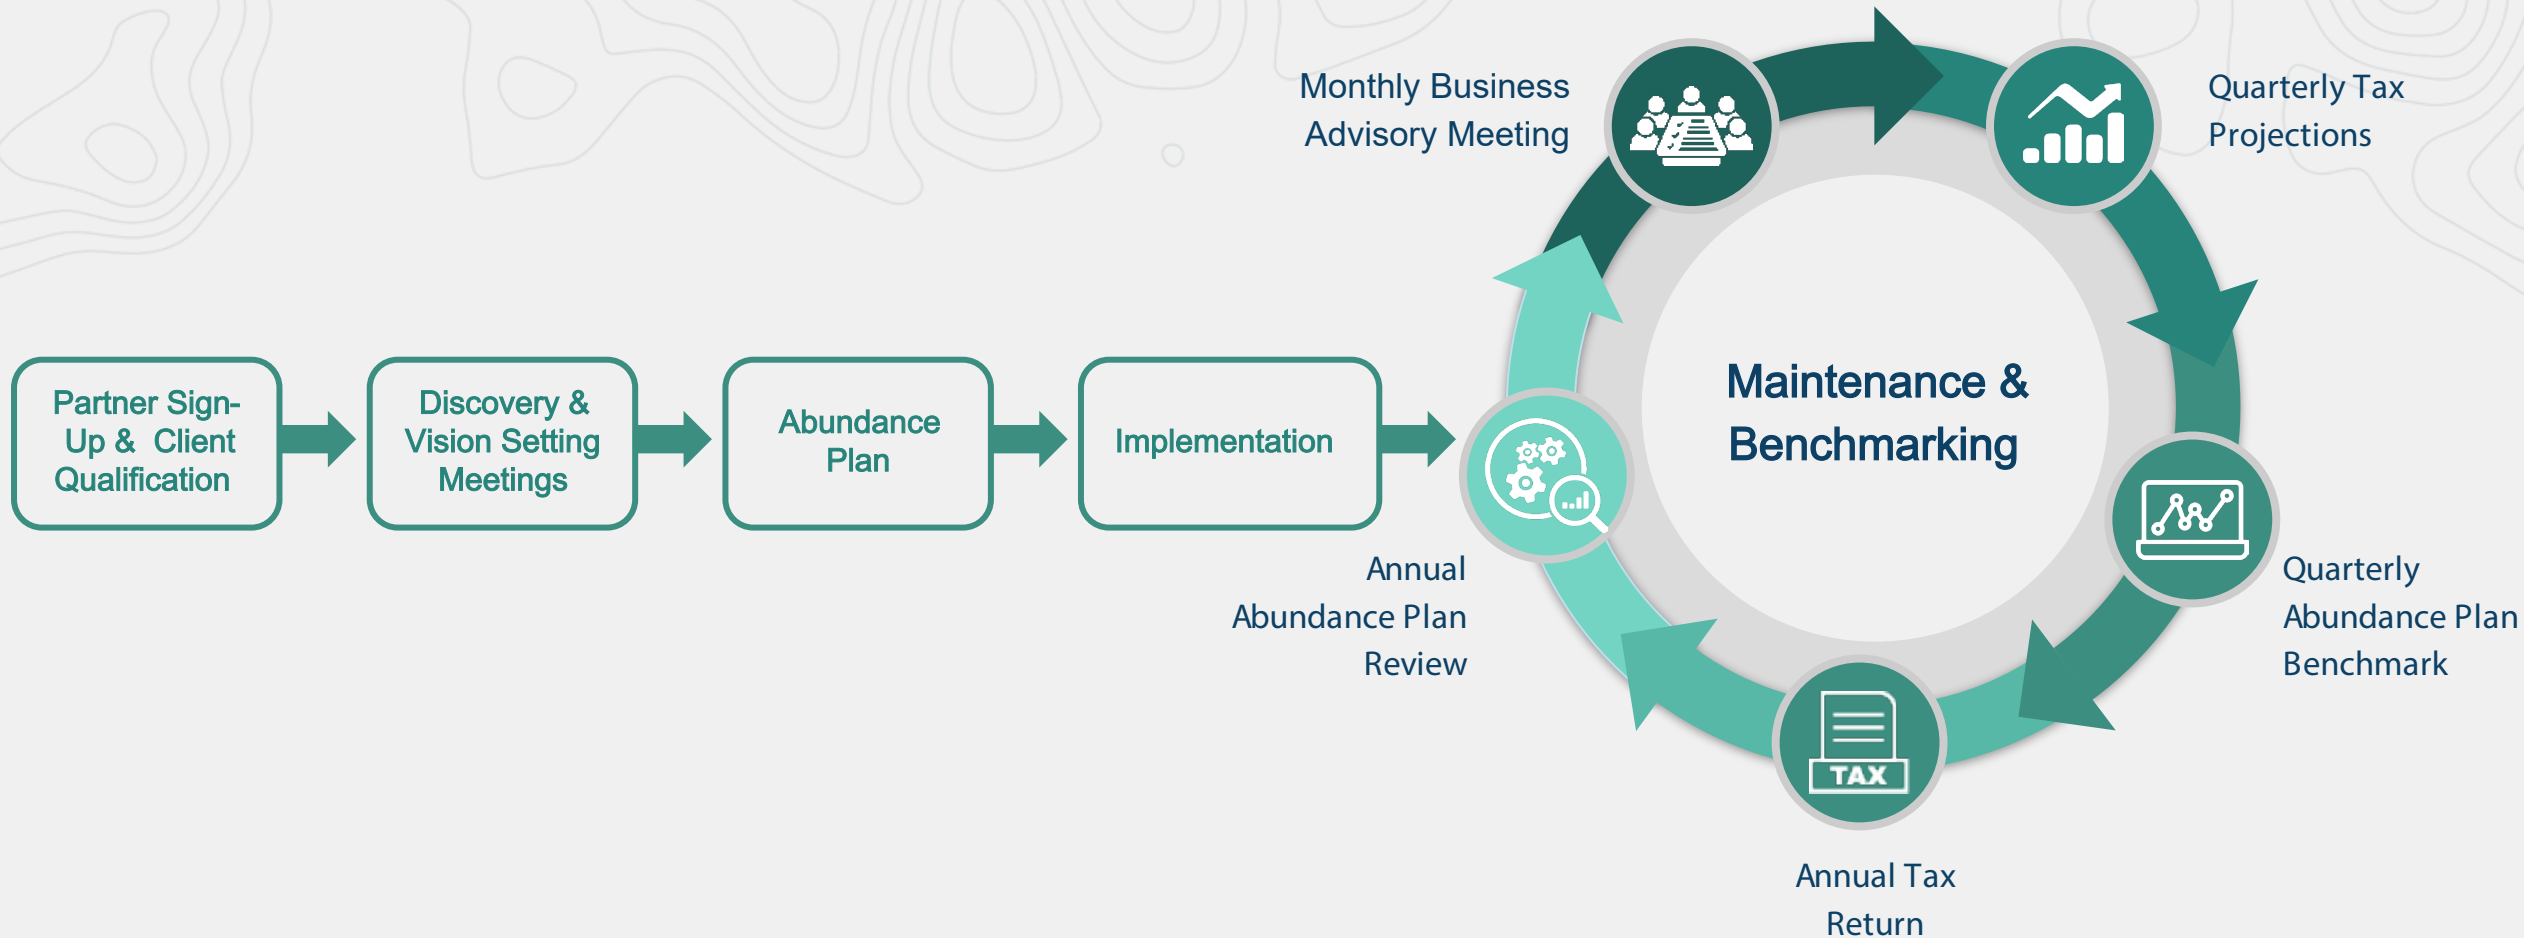 Partner Sign-
Up & Client
Qualification
Discovery &
Vision Setting
Meetings
Abundance
Plan
Implementation
Monthly Business
Advisory Meeting
Quarterly Tax
Projections
Maintenance &
Benchmarking
Quarterly
Abundance Plan
Benchmark
TAX
Annual Tax
Return
Annual
Abundance Plan
Review